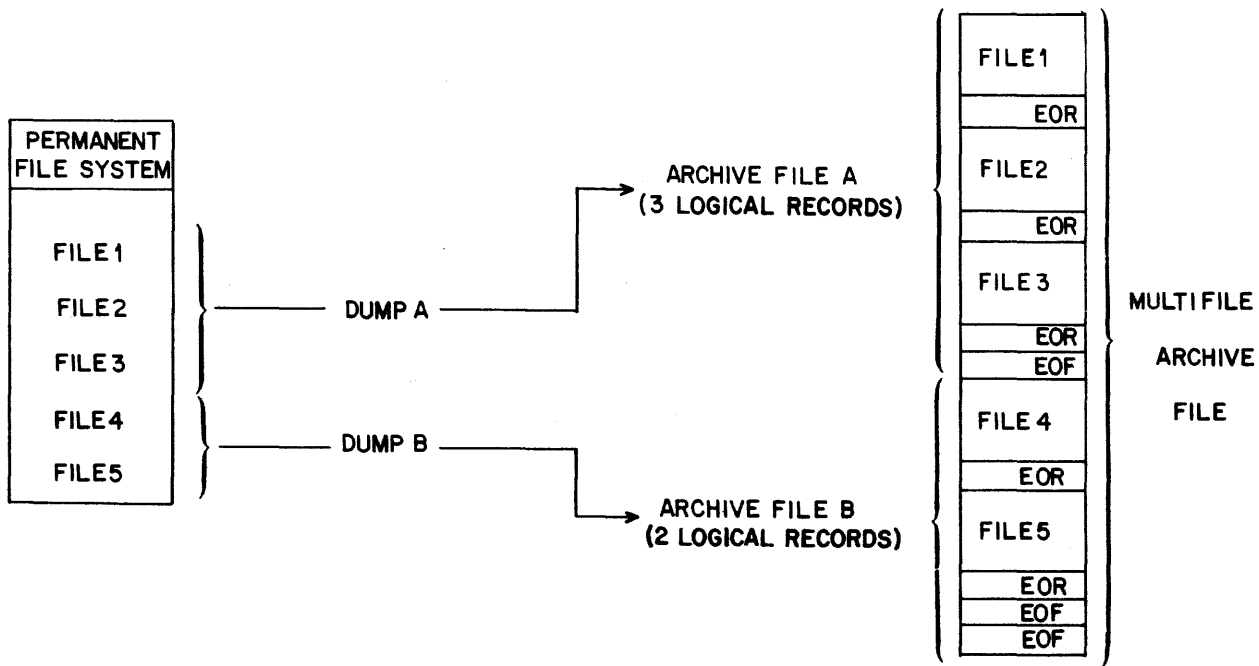 PERMANENT
FILE SYSTEM
FILE1
FILE2
FILE3
FILE4
FILE5
DUMP A
DUMP B
ARCHIVE FILE A
(3 LOGICAL RECORDS)
ARCHIVE FILE B
(2 LOGICAL RECORDS)
FILE1
EOR
FILE2
EOR
FILE3
EOR
EOF
FILE4
EOR
FILE5
EOR
EOF
EOF
MULTIFILE
ARCHIVE
FILE